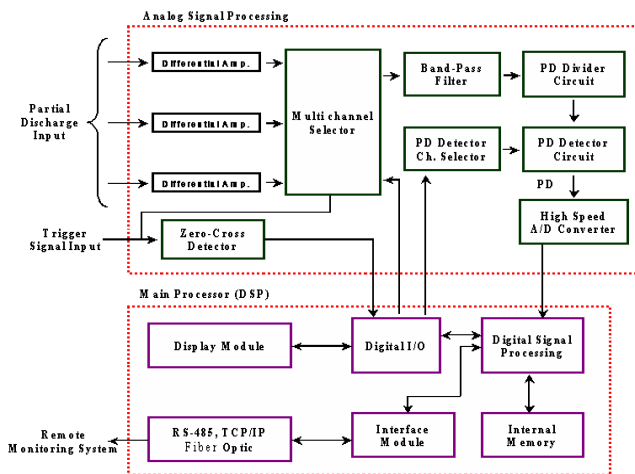 Analog Signal Processing
Differential Amp.
Band-Pass
Filter
PD Divider
Circuit
Partial
Discharge
Input
Differential Amp.
Multi channel
Selector
PD Detector
Ch. Selector
PD Detector
Circuit
Differential Amp.
PD
Trigger
Signal Input
Zero-Cross
Detector
High Speed
A/D Converter
Main Processor (DSP)
Display Module
Digital I/O
Digital Signal
Processing
Remote
Monitoring System
RS-485, TCP/IP
Fiber Optic
Interface
Module
Internal
Memory